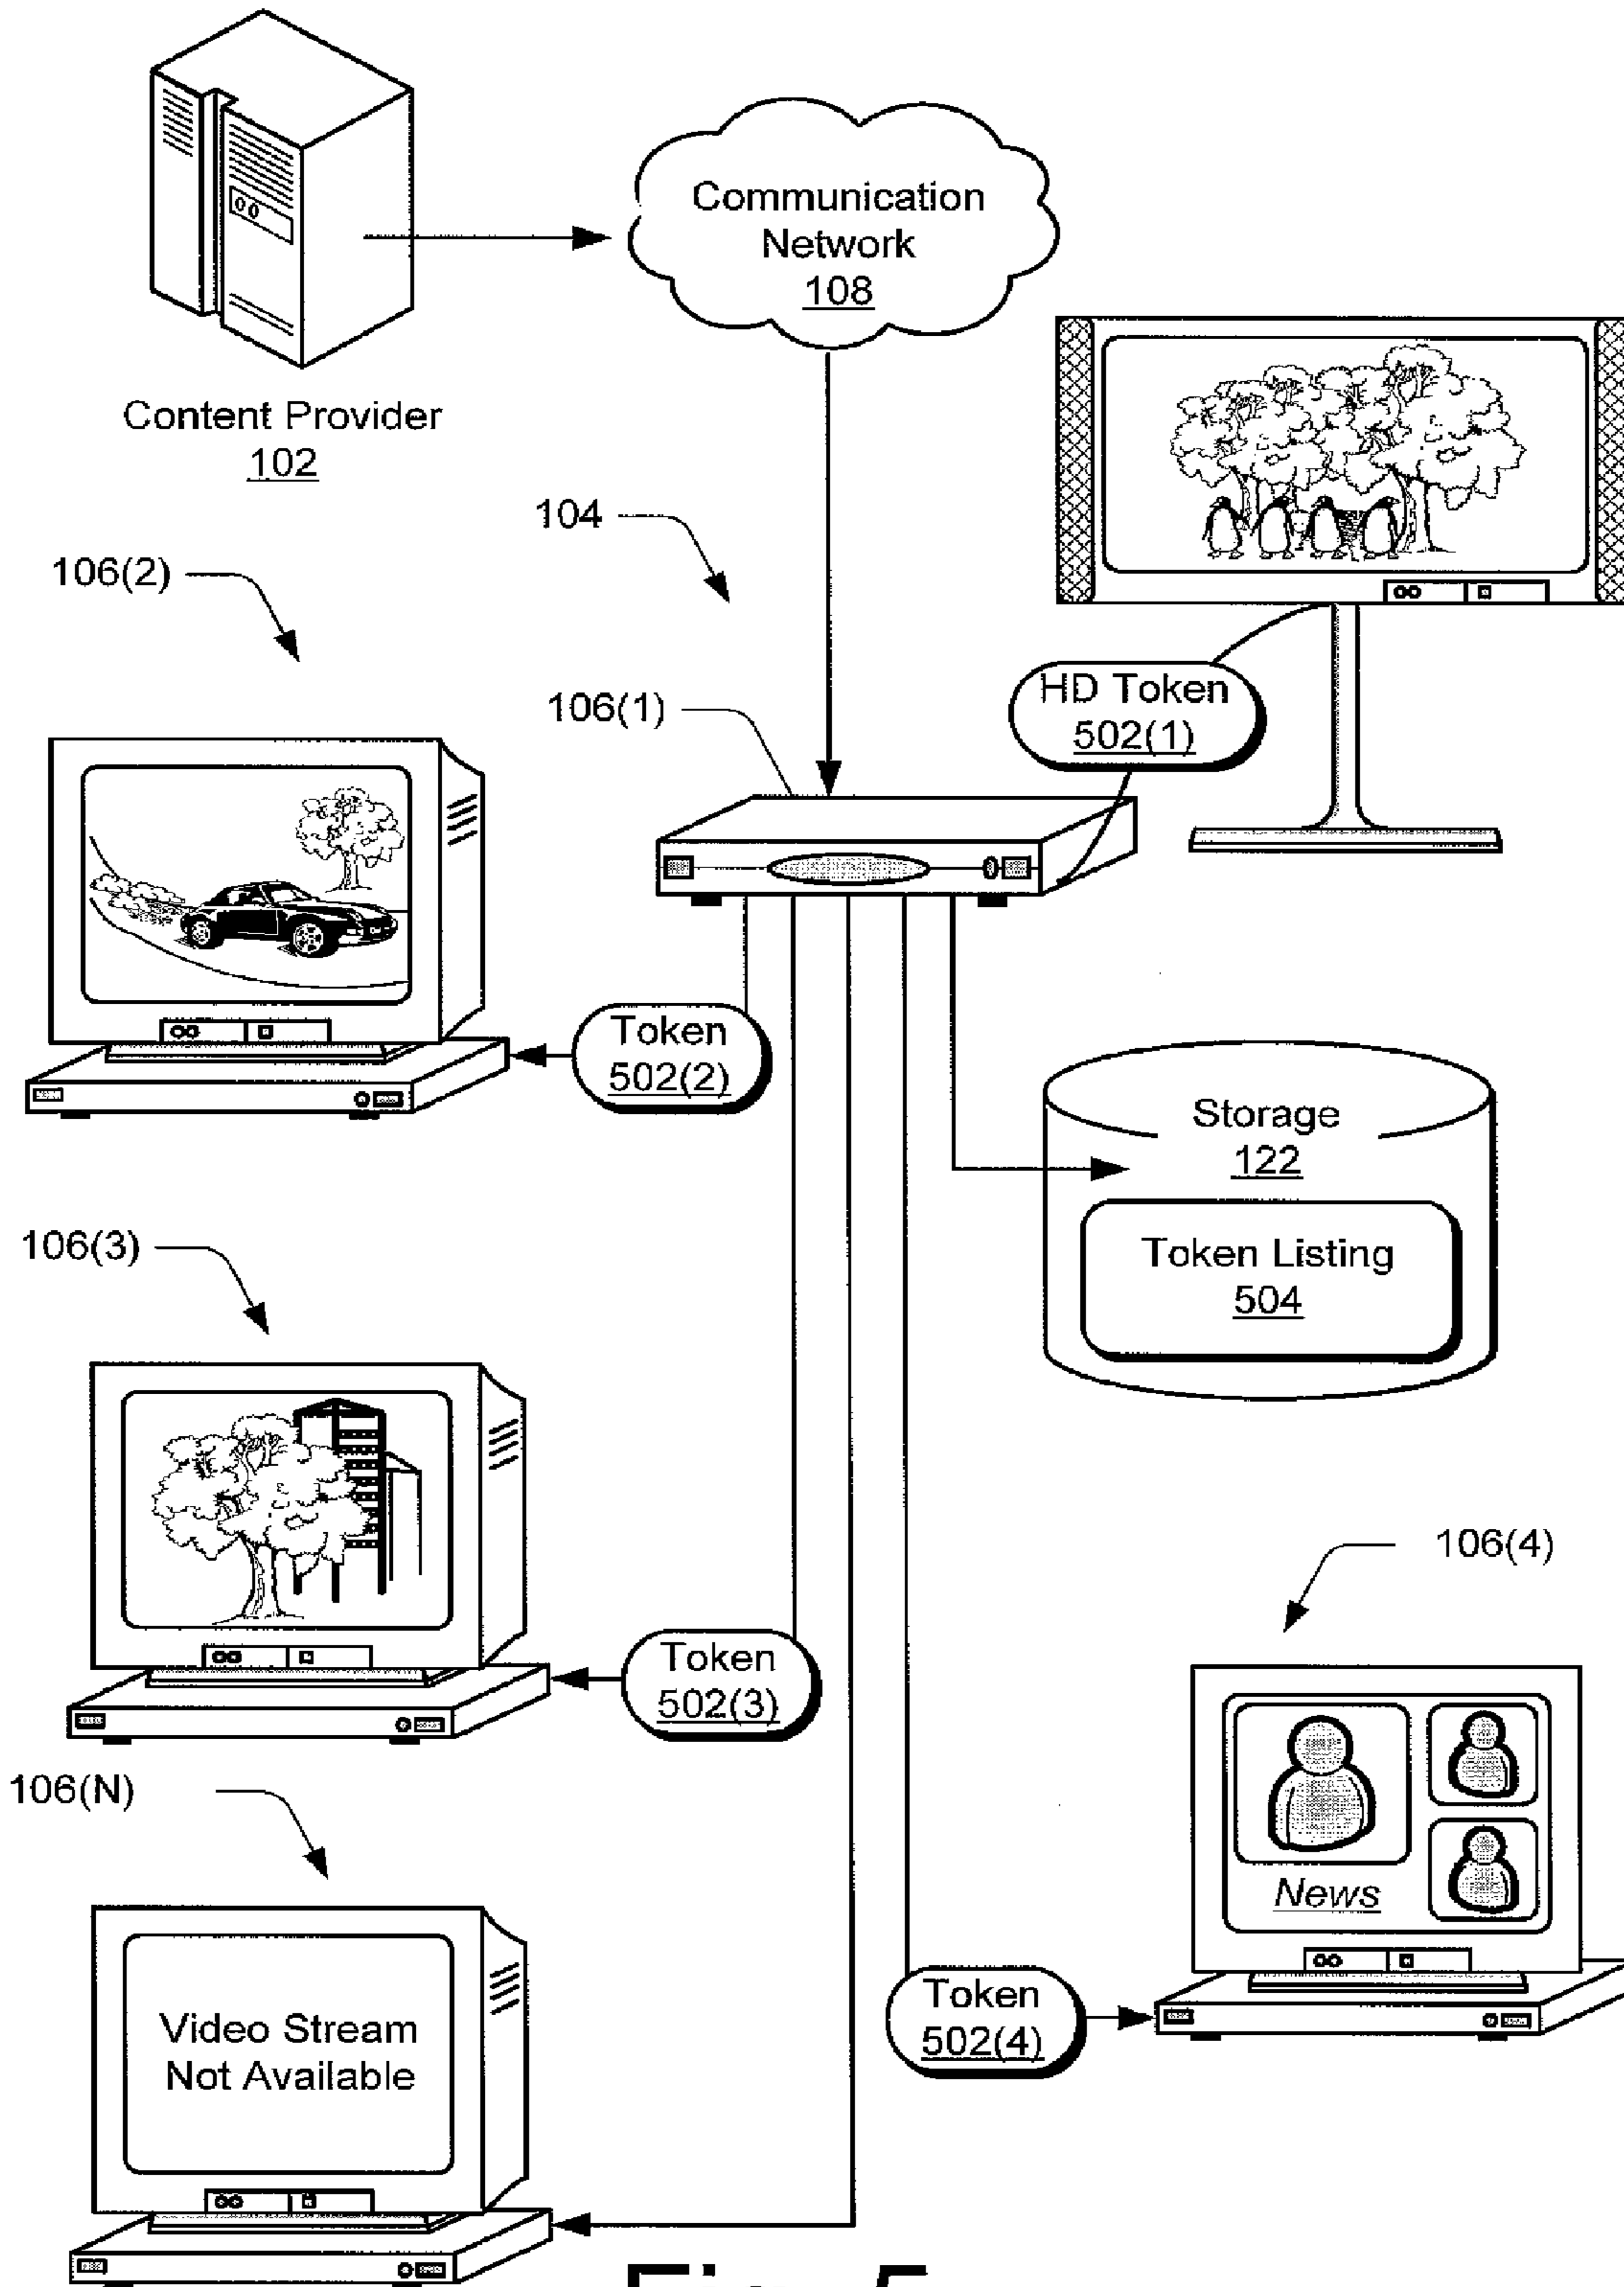 Communication
Network
108
Content Provider
102
104
106(2)
HD Token
502(1)
106(1)
Token
502(2)
Storage
122
Token Listing
504
106(3)
106(4)
Token
502(3)
106(N)
News
Token
502(4)
Video Stream
Not Available
Fig. 5